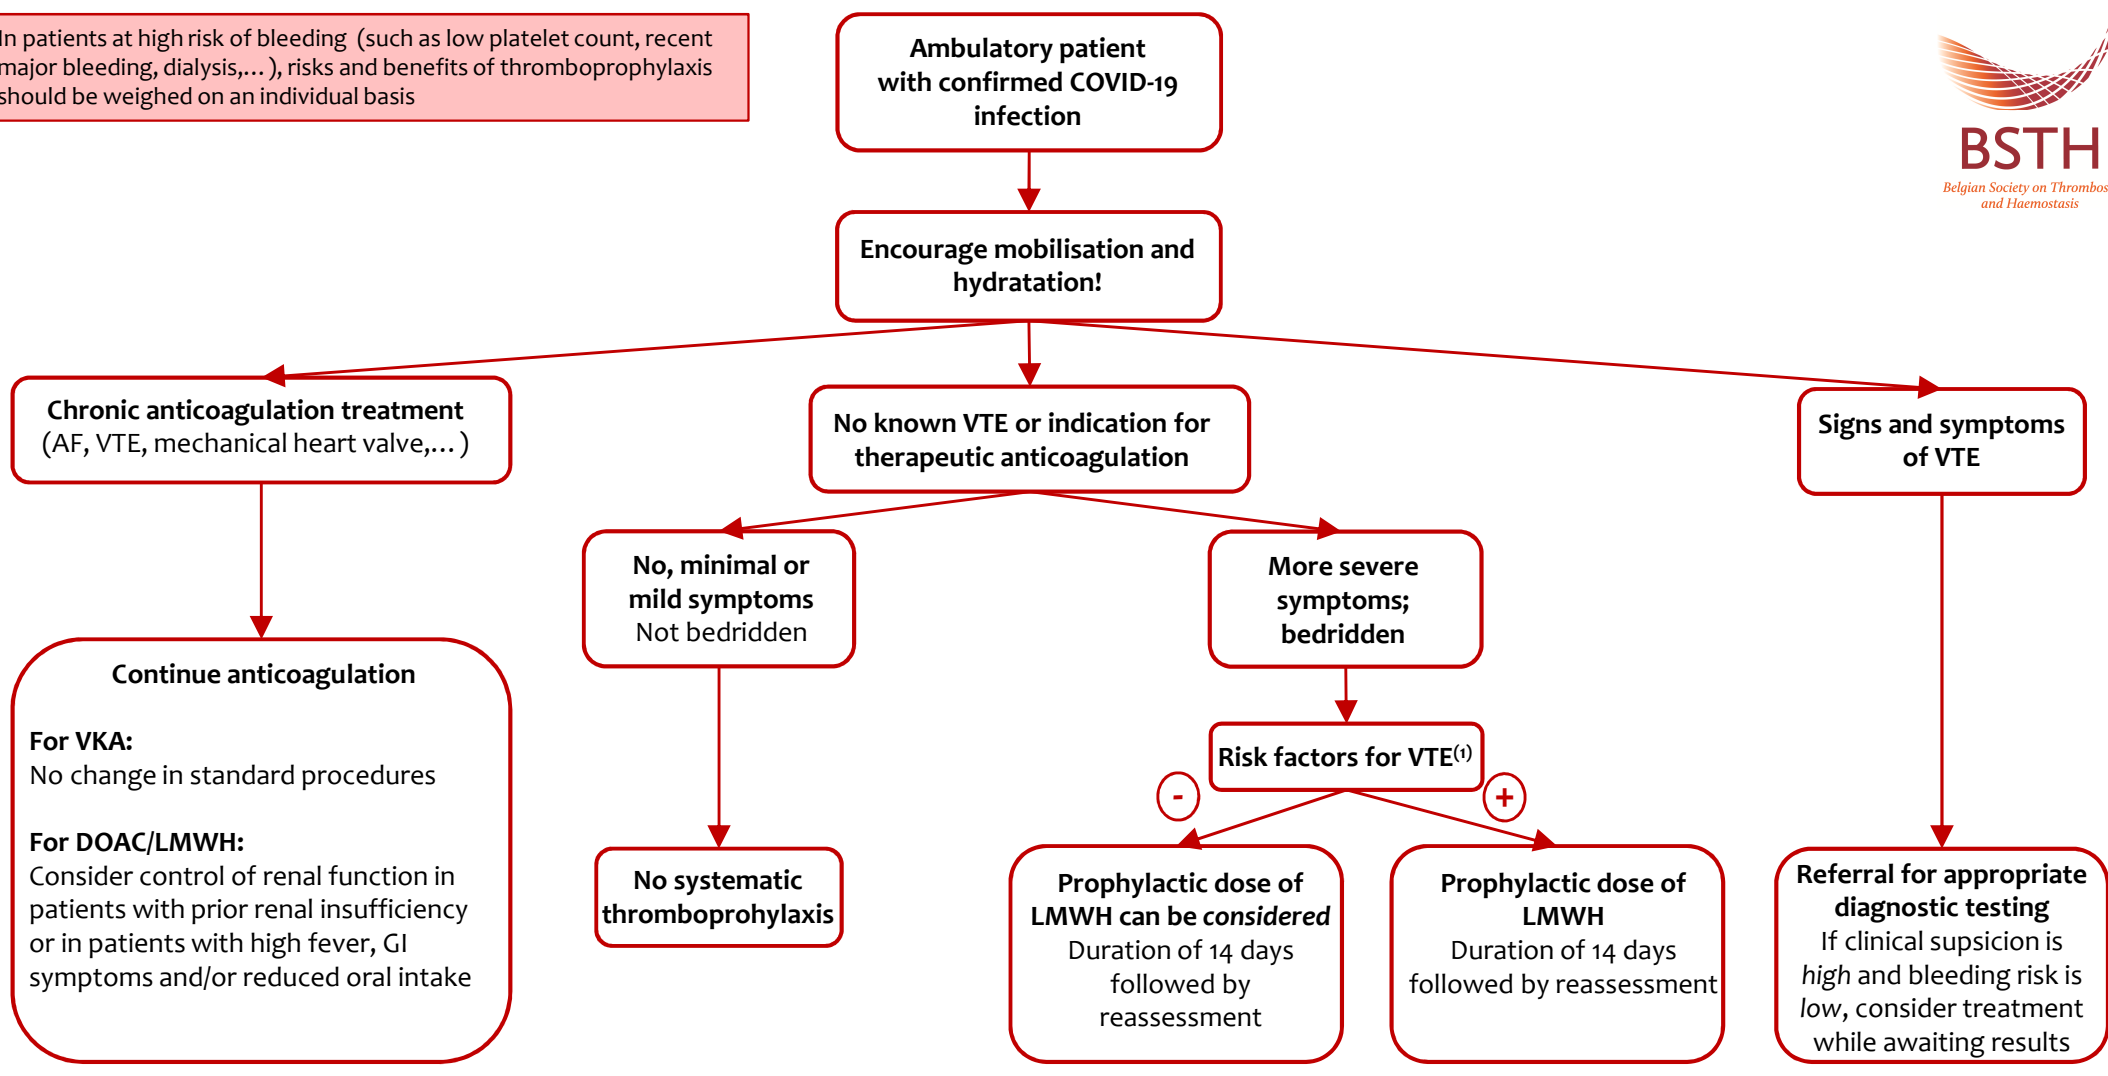 In patients at high risk of bleeding (such as low platelet count, recent
major bleeding, dialysis,...), risks and benefits of thromboprophylaxis
should be weighed on an individual basis
Ambulatory patient
with confirmed COVID-19
infection
BSTH
Belgian Society on Thrombos
and Haemostasis
Encourage mobilisation and
hydratation!
Chronic anticoagulation treatment
(AF, VTE, mechanical heart valve,...)
No known VTE or indication for
therapeutic anticoagulation
Signs and symptoms
of VTE
No, minimal or
mild symptoms
Not bedridden
More severe
symptoms;
bedridden
Continue anticoagulation
For VKA:
No change in standard procedures
For DOAC/LMWH:
Consider control of renal function in
patients with prior renal insufficiency
or in patients with high fever, GI
symptoms and/or reduced oral intake
Risk factors for VTE(1)
-
+
No systematic
thromboprohylaxis
Prophylactic dose of
LMWH can be considered
Duration of 14 days
followed by
reassessment
Prophylactic dose of
LMWH
Duration of 14 days
followed by reassessment
Referral for appropriate
diagnostic testing
If clinical supsicion is
high and bleeding risk is
low, consider treatment
while awaiting results